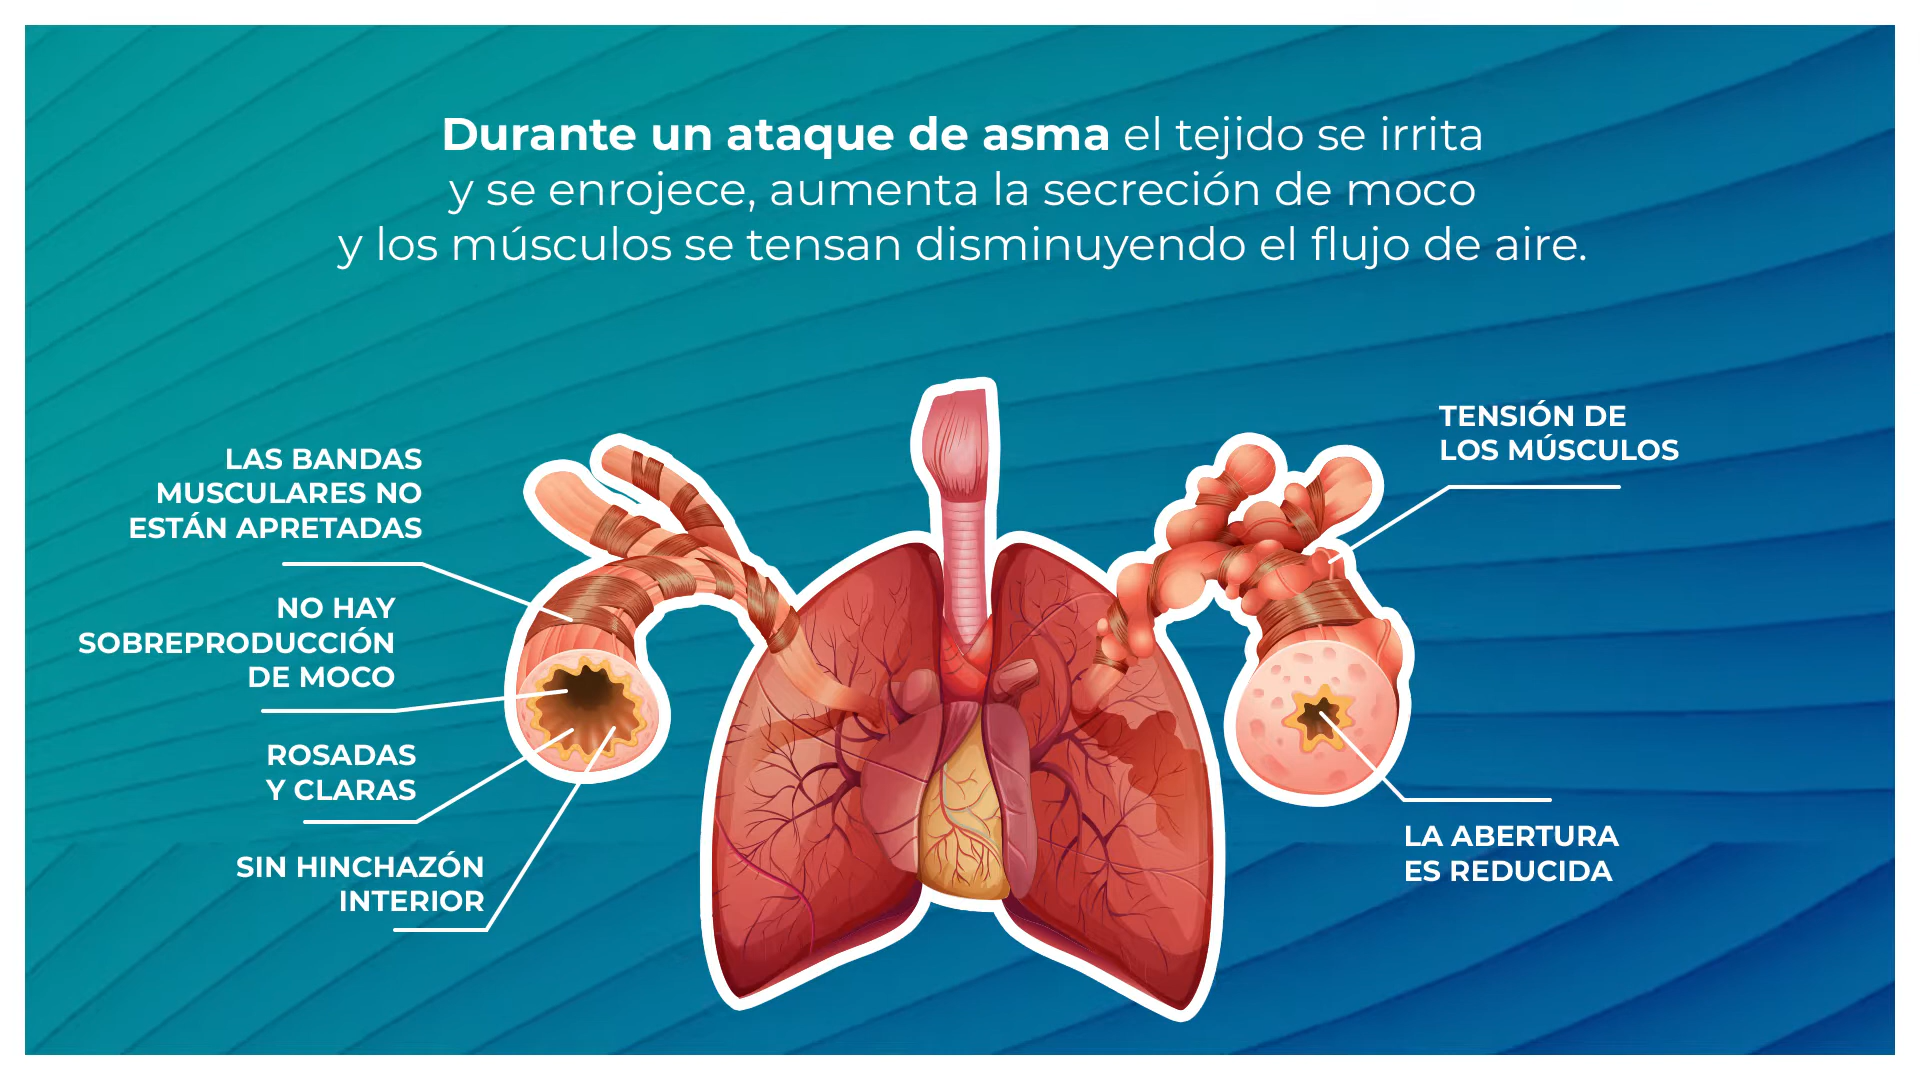 Durante un ataque de asma el tejido se irrita
y se enrojece, aumenta la secreción de moco
y los músculos se tensan disminuyendo el flujo de aire.
LAS BANDAS
MUSCULARES NO
ESTÁN APRETADAS
NO HAY
SOBREPRODUCCIÓN
DE MOCO
ROSADAS
Y CLARAS
SIN HINCHAZÓN
INTERIOR
TENSIÓN DE
LOS MÚSCULOS
LA ABERTURA
ES REDUCIDA